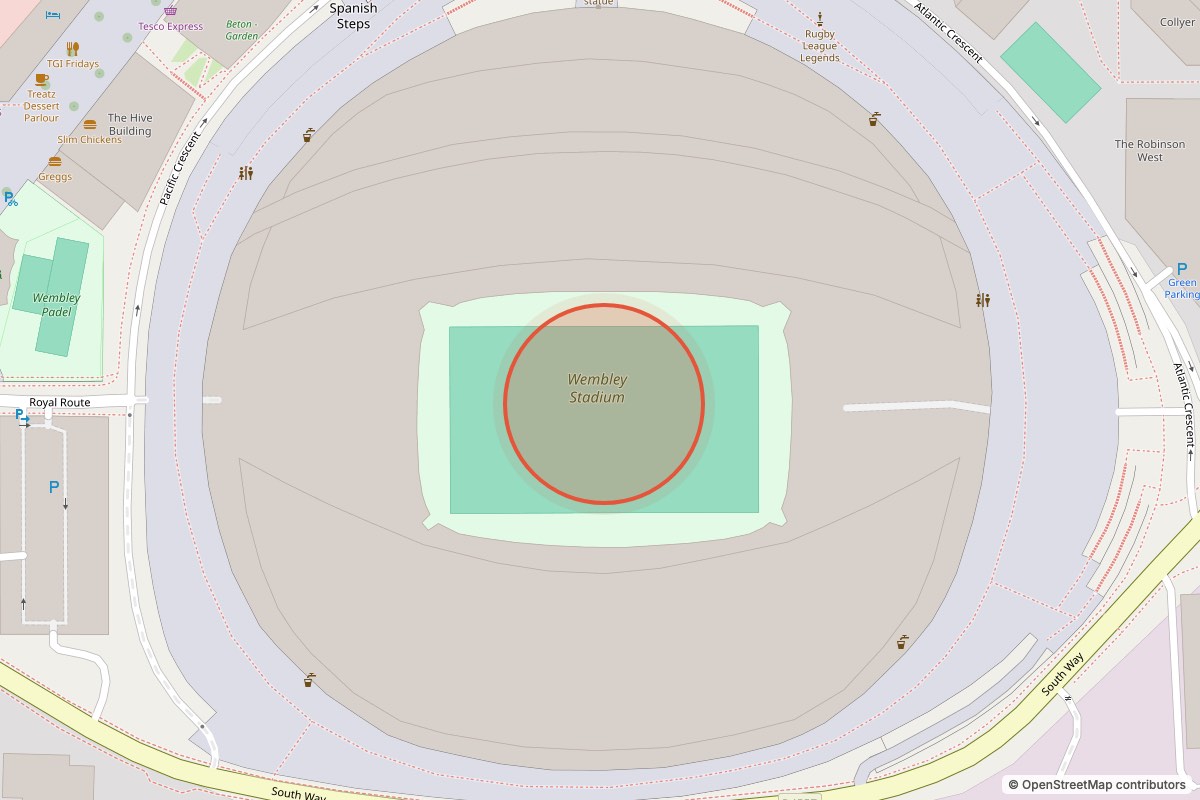 statue
Spanish
Steps
Atlantic Crescent
Collyer
Tesco Express
Beton -
Garden
Rugby
League
Legends
TGI Fridays
Treatz
Dessert
Parlour
The Hive
Building
Slim Chickens
Greggs
Pacific Crescent
The Robinson
West
P
P
Green
Parking
Wembley
Padel
Wembley
Stadium
Atlantic Crescent
Royal Route
P
P
South Way
South Way
© OpenStreetMap contributors